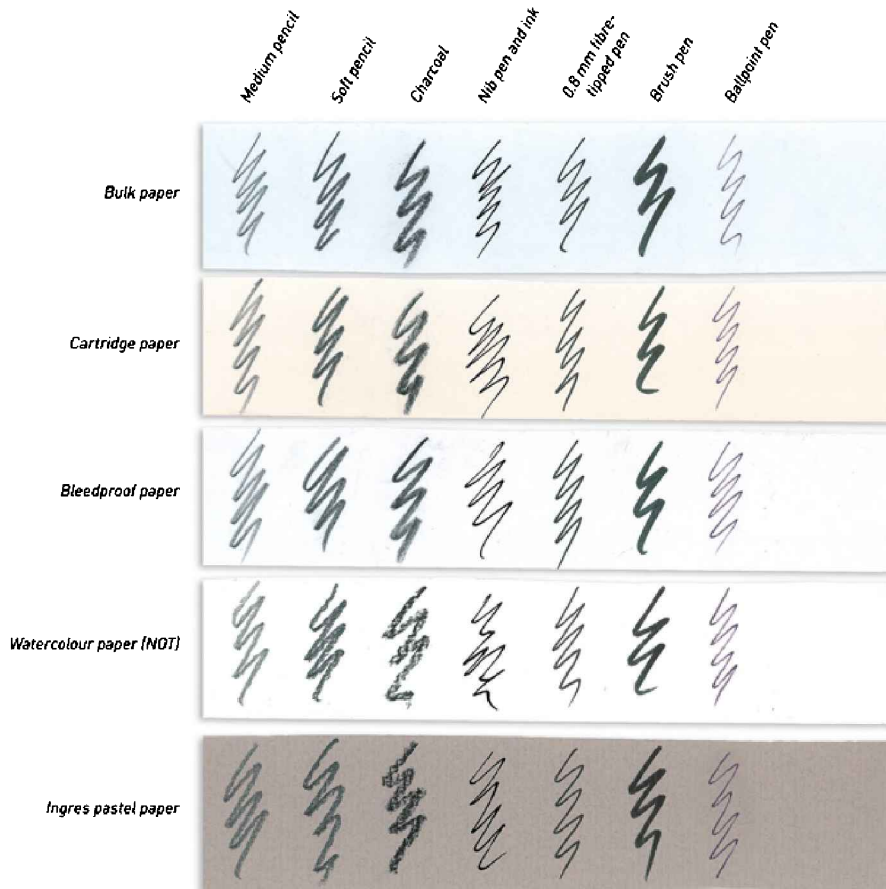 Medium pencil
Soft pencil
Charcoal
Nib pen and ink
0.8 mm fibre-
tipped pen
Brush pen
Ballpoint pen
Bulk paper
Cartridge paper
Bleedproof paper
Watercolour paper (NOT)
Ingres pastel paper